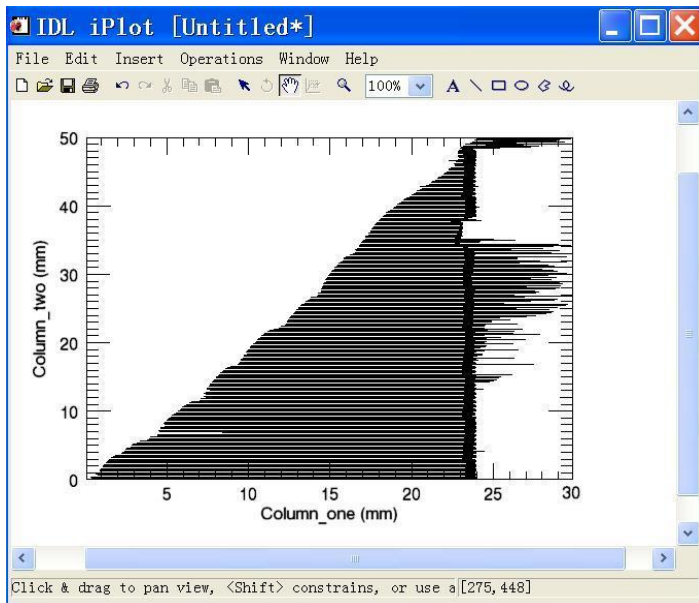 IDL iPlot [Untitled*]
File Edit Insert Operations Window Help
100% A
50
40
30
20
10
0
Column_two (mm)
5 10 15 20 25 30
Column_one (mm)
Click & drag to pan view, <Shift> constrains, or use a [275,448]